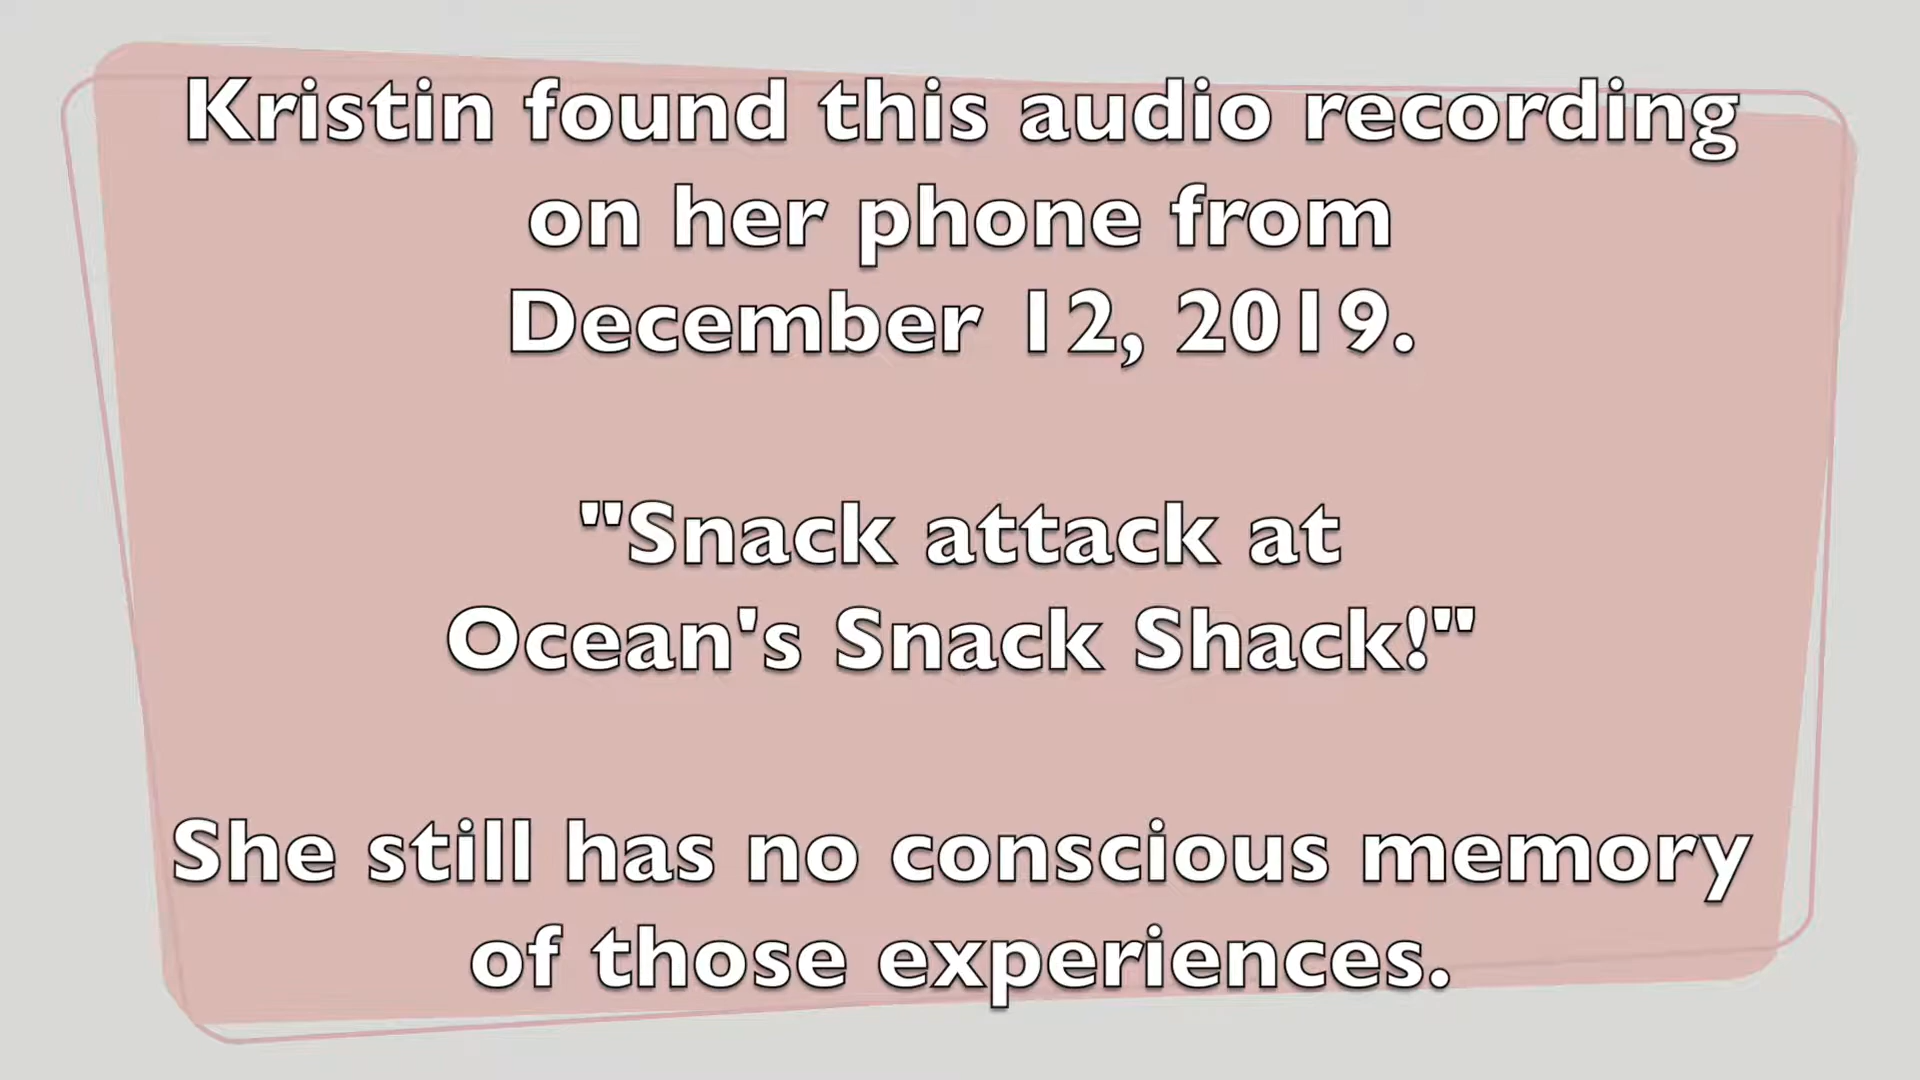 Kristin found this audio recording
on her phone from
December 12, 2019.
"Snack attack at
Ocean's Snack Shack!"
She still has no conscious memory
of those experiences.